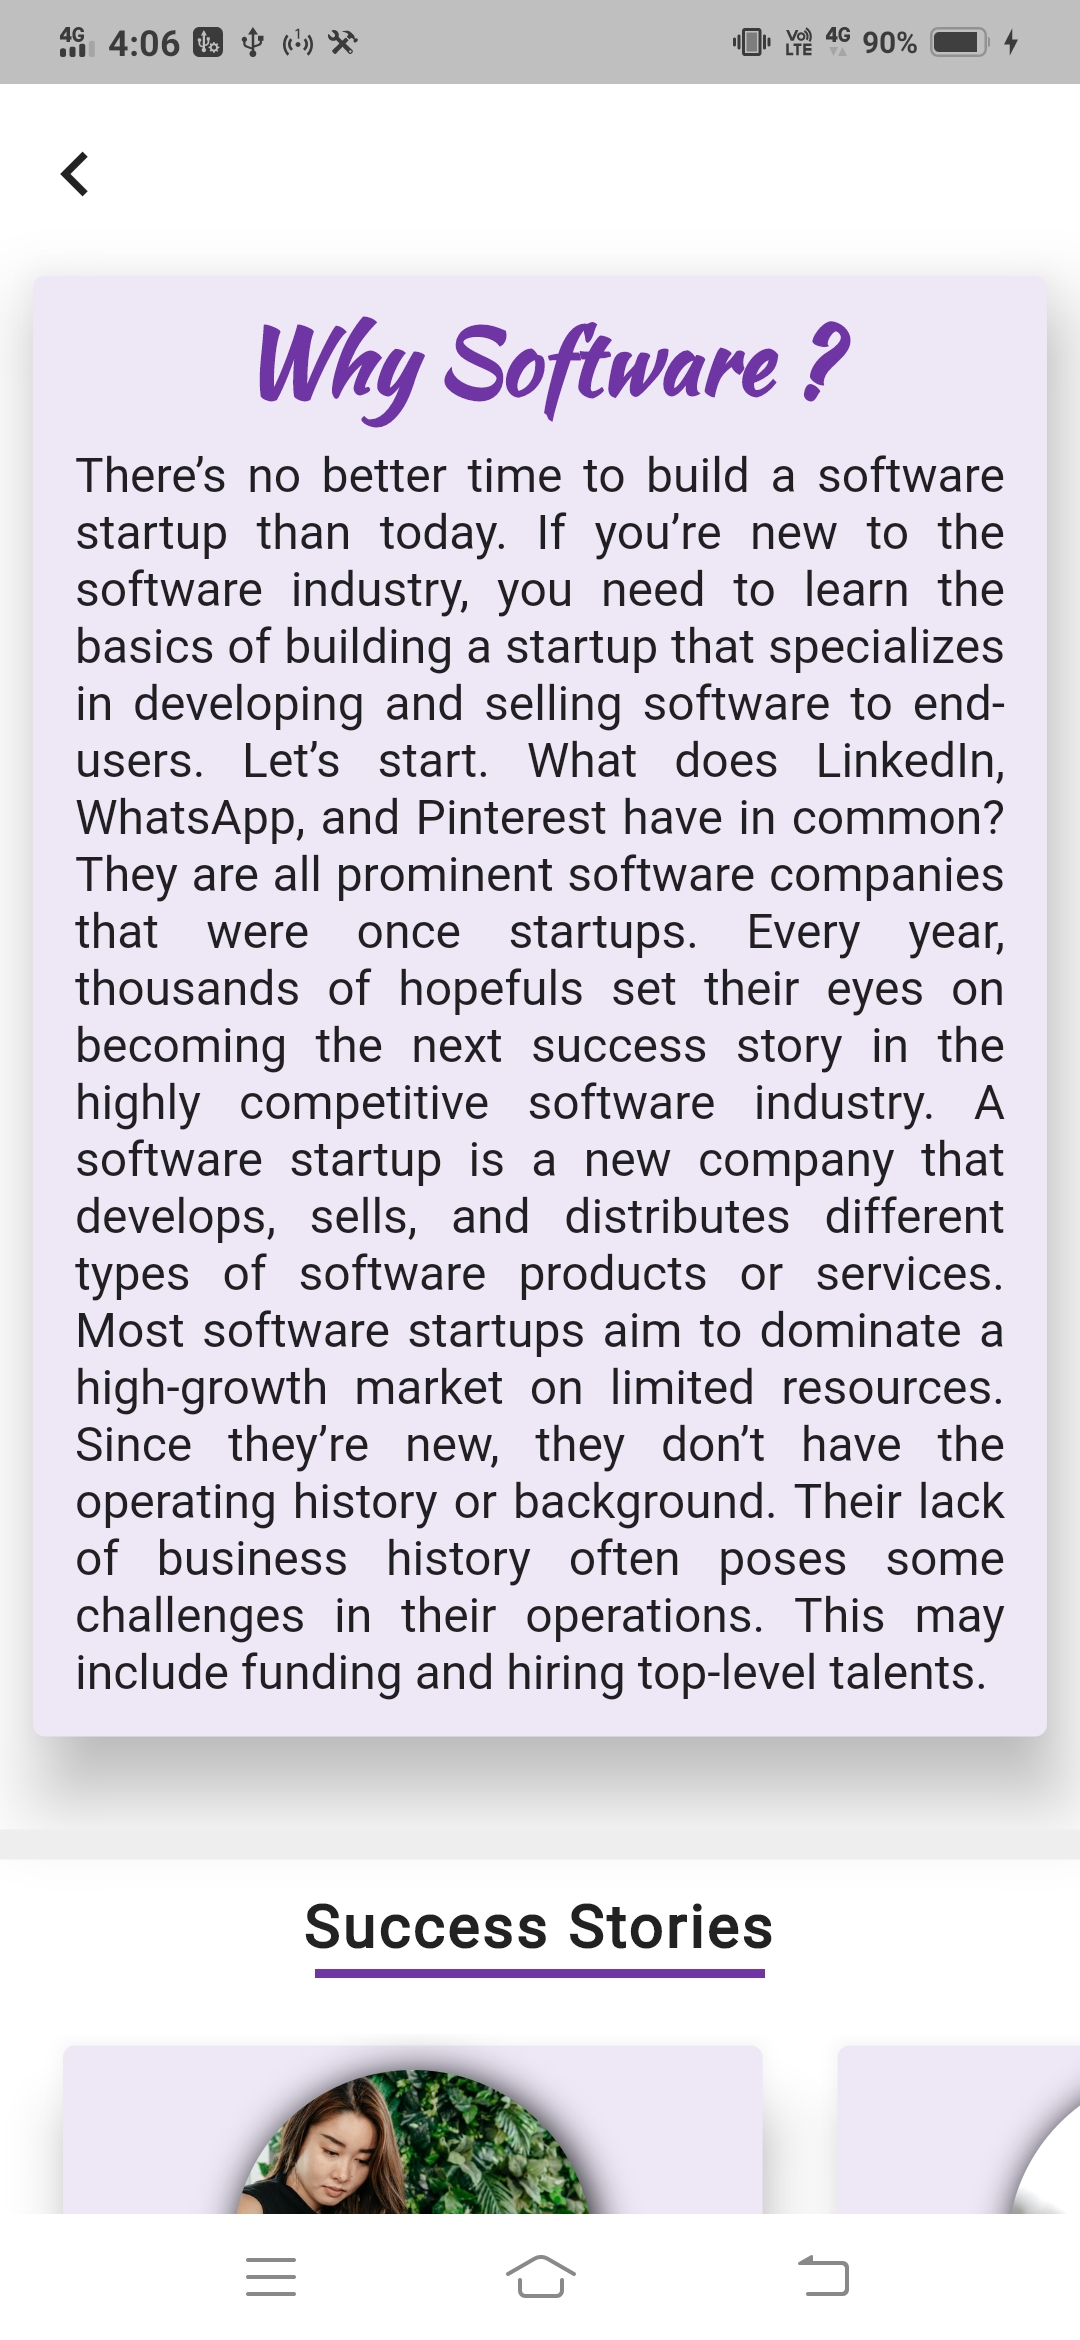 4G 4:06 1 Vo)) LTE 4G 90%
Why Software ?
There’s no better time to build a software
startup than today. If you’re new to the
software industry, you need to learn the
basics of building a startup that specializes
in developing and selling software to end-
users. Let’s start. What does LinkedIn,
WhatsApp, and Pinterest have in common?
They are all prominent software companies
that were once startups. Every year,
thousands of hopefuls set their eyes on
becoming the next success story in the
highly competitive software industry. A
software startup is a new company that
develops, sells, and distributes different
types of software products or services.
Most software startups aim to dominate a
high-growth market on limited resources.
Since they’re new, they don’t have the
operating history or background. Their lack
of business history often poses some
challenges in their operations. This may
include funding and hiring top-level talents.
Success Stories